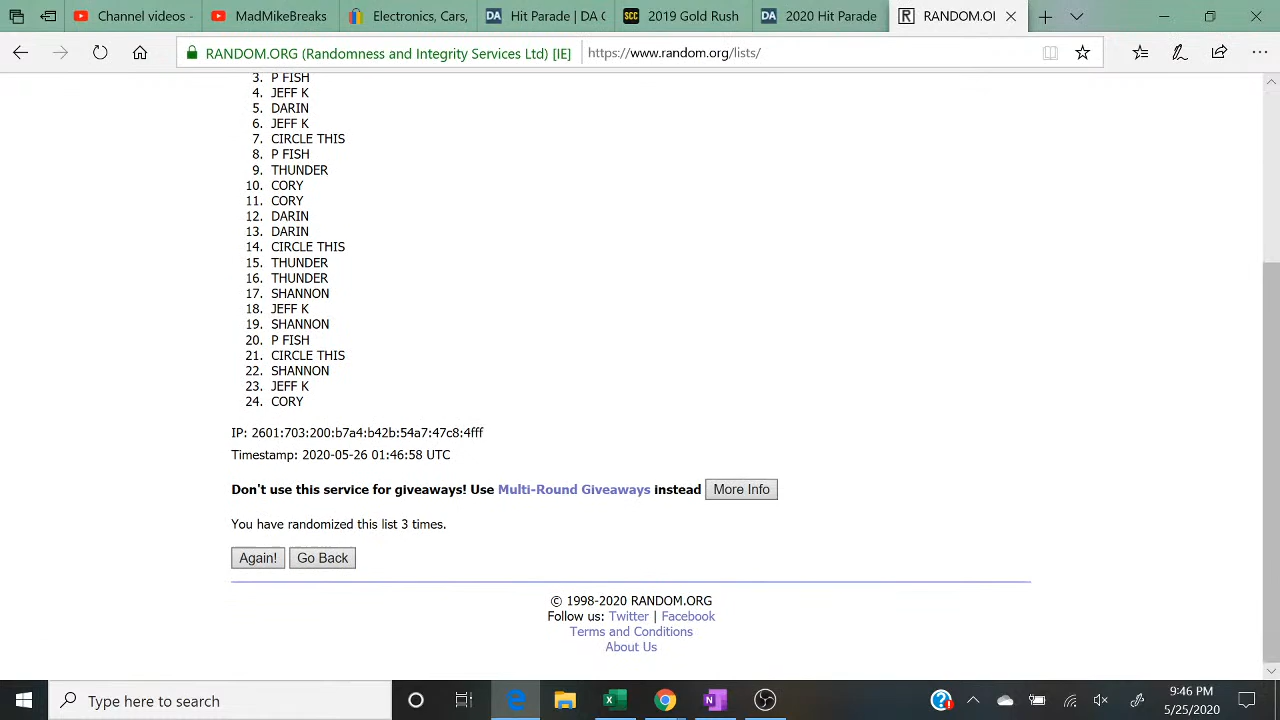 Channel videos -
MadMikeBreaks
Electronics, Cars,
DA Hit Parade | DA C
SCC 2019 Gold Rush
DA 2020 Hit Parade
R RANDOM.OI
RANDOM.ORG (Randomness and Integrity Services Ltd) [IE] https://www.random.org/lists/
3. P FISH
4. JEFF K
5. DARIN
6. JEFF K
7. CIRCLE THIS
8. P FISH
9. THUNDER
10. CORY
11. CORY
12. DARIN
13. DARIN
14. CIRCLE THIS
15. THUNDER
16. THUNDER
17. SHANNON
18. JEFF K
19. SHANNON
20. P FISH
21. CIRCLE THIS
22. SHANNON
23. JEFF K
24. CORY
IP: 2601:703:200:b7a4:b42b:54a7:47c8:4fff
Timestamp: 2020-05-26 01:46:58 UTC
Don't use this service for giveaways! Use Multi-Round Giveaways instead More Info
You have randomized this list 3 times.
Again! Go Back
© 1998-2020 RANDOM.ORG
Follow us: Twitter | Facebook
Terms and Conditions
About Us
Type here to search
9:46 PM
5/25/2020